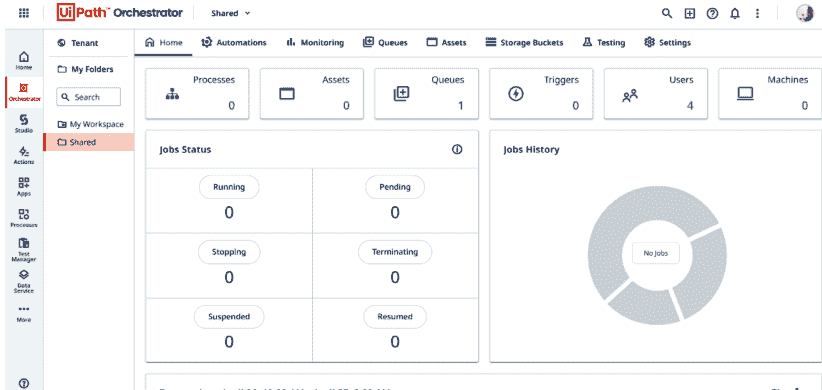 UiPath™ Orchestrator
Shared
Tenant
Home
Automations
Monitoring
Queues
Assets
Storage Buckets
Testing
Settings
Home
Orchestrator
Studio
Actions
Apps
Processes
Test
Manager
Data
Service
More
My Folders
Search
My Workspace
Shared
Processes
0
Assets
0
Queues
1
Triggers
0
Users
4
Machines
0
Jobs Status
Running
0
Pending
0
Stopping
0
Terminating
0
Suspended
0
Resumed
0
Jobs History
No Jobs